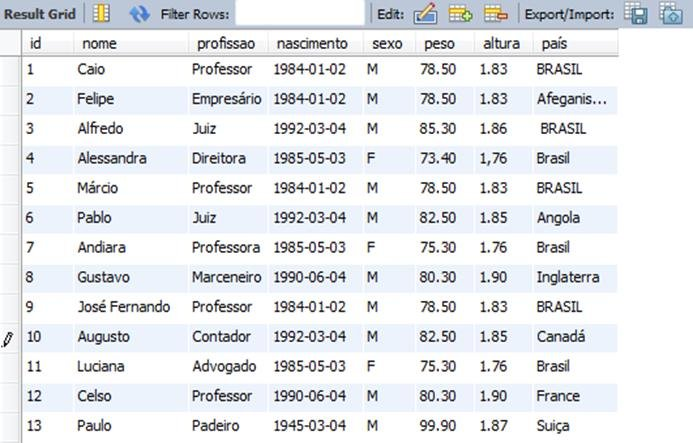 Result Grid Filter Rows: Edit: Export/Import:
id nome profissao nascimento sexo peso altura país
1 Caio Professor 1984-01-02 M 78.50 1.83 BRASIL
2 Felipe Empresário 1984-01-02 M 78.50 1.83 Afeganis...
3 Alfredo Juiz 1992-03-04 M 85.30 1.86 BRASIL
4 Alessandra Direitora 1985-05-03 F 73.40 1,76 Brasil
5 Márcio Professor 1984-01-02 M 78.50 1.83 BRASIL
6 Pablo Juiz 1992-03-04 M 82.50 1.85 Angola
7 Andiara Professora 1985-05-03 F 75.30 1.76 Brasil
8 Gustavo Marceneiro 1990-06-04 M 80.30 1.90 Inglaterra
9 José Fernando Professor 1984-01-02 M 78.50 1.83 BRASIL
10 Augusto Contador 1992-03-04 M 82.50 1.85 Canadá
11 Luciana Advogado 1985-05-03 F 75.30 1.76 Brasil
12 Celso Professor 1990-06-04 M 80.30 1.90 France
13 Paulo Padeiro 1945-03-04 M 99.90 1.87 Suiça